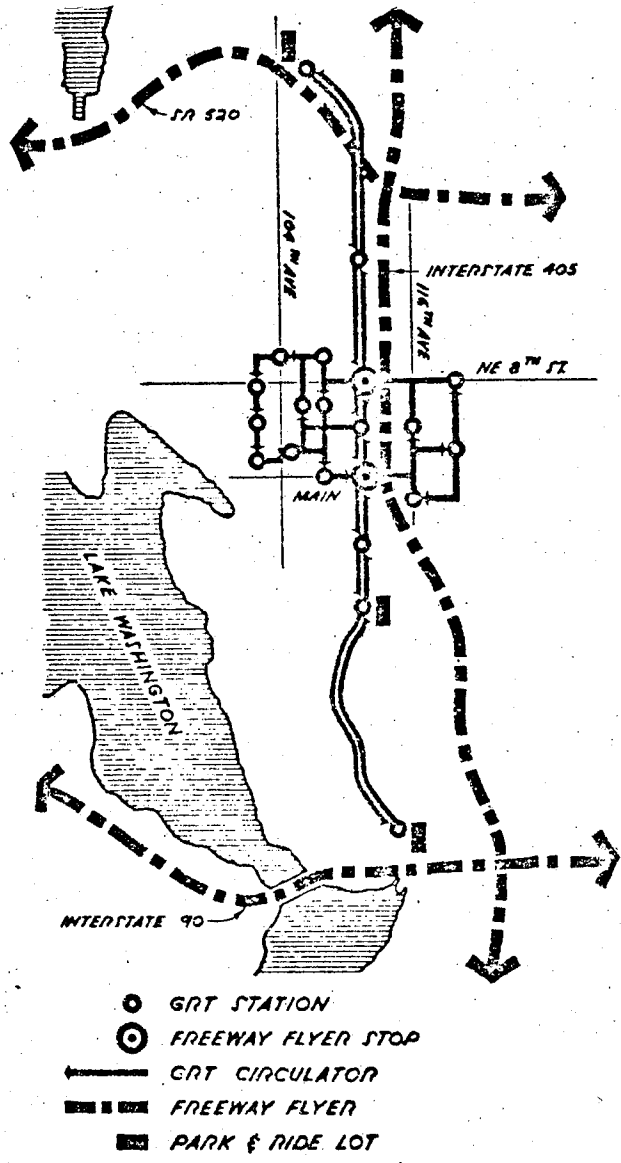 SR 520
104TH AVE
INTERSTATE 405
116TH AVE
NE 8TH ST.
MAIN
LAKE WASHINGTON
INTERSTATE 90
GRT STATION
FREEWAY FLYER STOP
GRT CIRCULATOR
FREEWAY FLYER
PARK & RIDE LOT